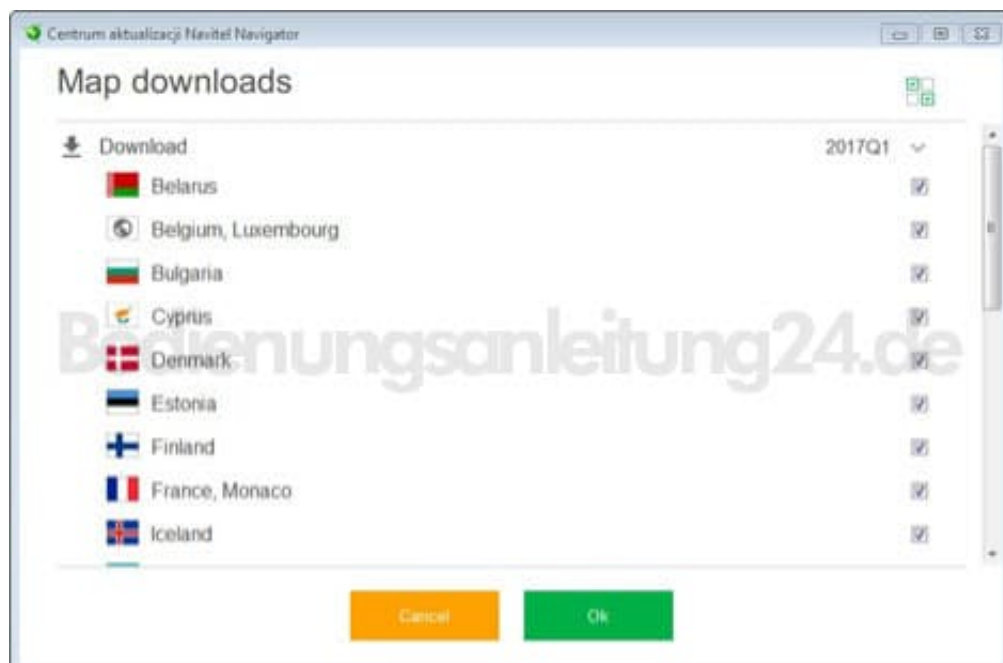 Centrum aktualizacji Navitel Navigator
Map downloads
Download 2017Q1
Belarus
Belgium, Luxembourg
Bulgaria
Cyprus
Bedienungsanleitung24.de
Denmark
Estonia
Finland
France, Monaco
Iceland
Cancel Ok